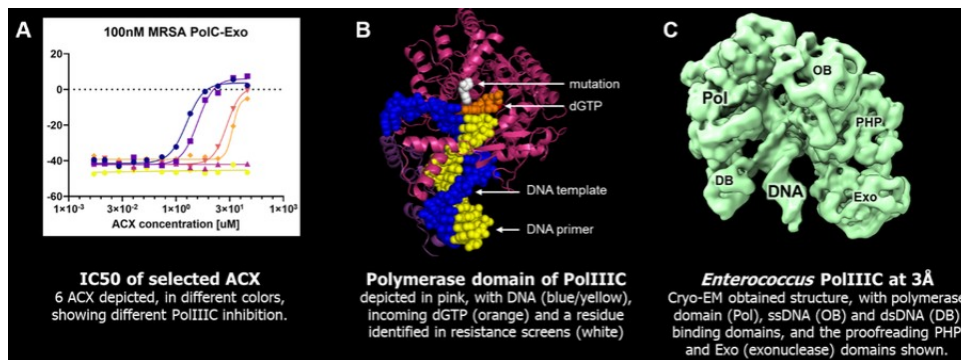 A
100nM MRSA PolC-Exo
20
0
-20
-40
-60
1×10-3
3×10-2
1×100
3×101
1×103
ACX concentration [uM]
IC50 of selected ACX
6 ACX depicted, in different colors,
showing different PolIIIC inhibition.
B
mutation
dGTP
DNA template
DNA primer
Polymerase domain of PolIIIC
depicted in pink, with DNA (blue/yellow),
incoming dGTP (orange) and a residue
identified in resistance screens (white)
C
Pol
OB
PHP
DB
DNA
Exo
Enterococcus PolIIIC at 3Å
Cryo-EM obtained structure, with polymerase
domain (Pol), ssDNA (OB) and dsDNA (DB)
binding domains, and the proofreading PHP
and Exo (exonuclease) domains shown.